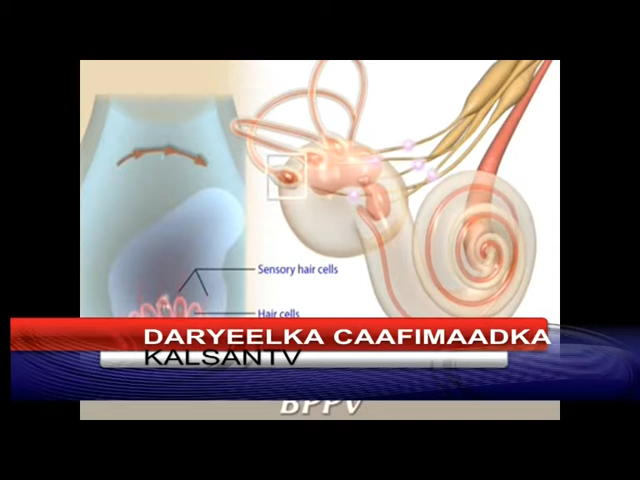 Sensory hair cells
Hair cells
DARYEELKA CAAFIMAADKA
KALSANTV
BPPV